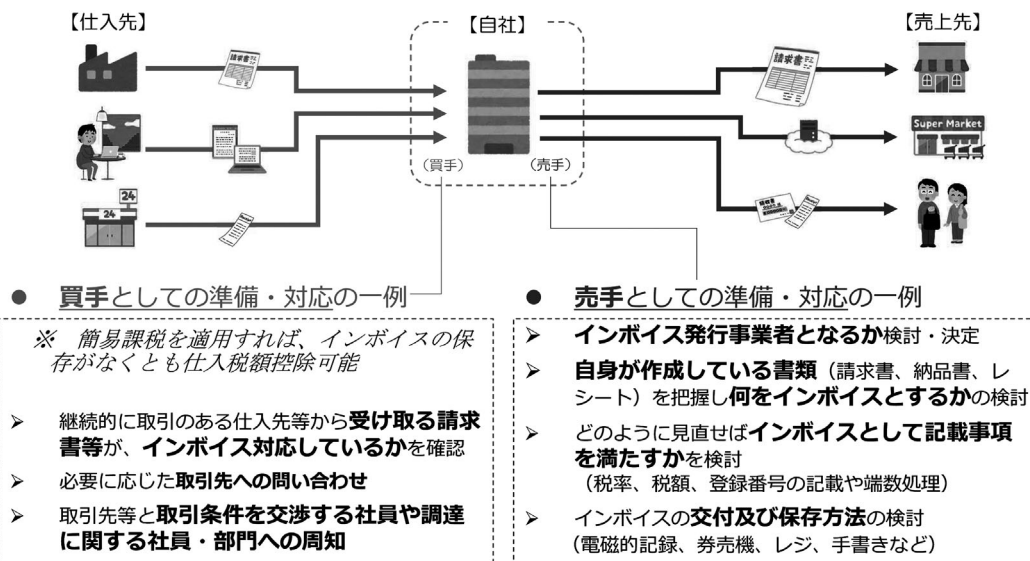 【仕入先】
【自社】
【売上先】
請求書
請求書
Super Market
24
24
（買手）
（売手）
● 買手としての準備・対応の一例
※ 簡易課税を適用すれば、インボイスの保
存がなくとも仕入税額控除可能
➢ 継続的に取引のある仕入先等から受け取る請求
書等が、インボイス対応しているかを確認
➢ 必要に応じた取引先への問い合わせ
➢ 取引先等と取引条件を交渉する社員や調達
に関する社員・部門への周知
● 売手としての準備・対応の一例
➢ インボイス発行事業者となるか検討・決定
➢ 自身が作成している書類（請求書、納品書、レ
シート）を把握し何をインボイスとするかの検討
➢ どのように見直せばインボイスとして記載事項
を満たすかを検討
（税率、税額、登録番号の記載や端数処理）
➢ インボイスの交付及び保存方法の検討
（電磁的記録、券売機、レジ、手書きなど）